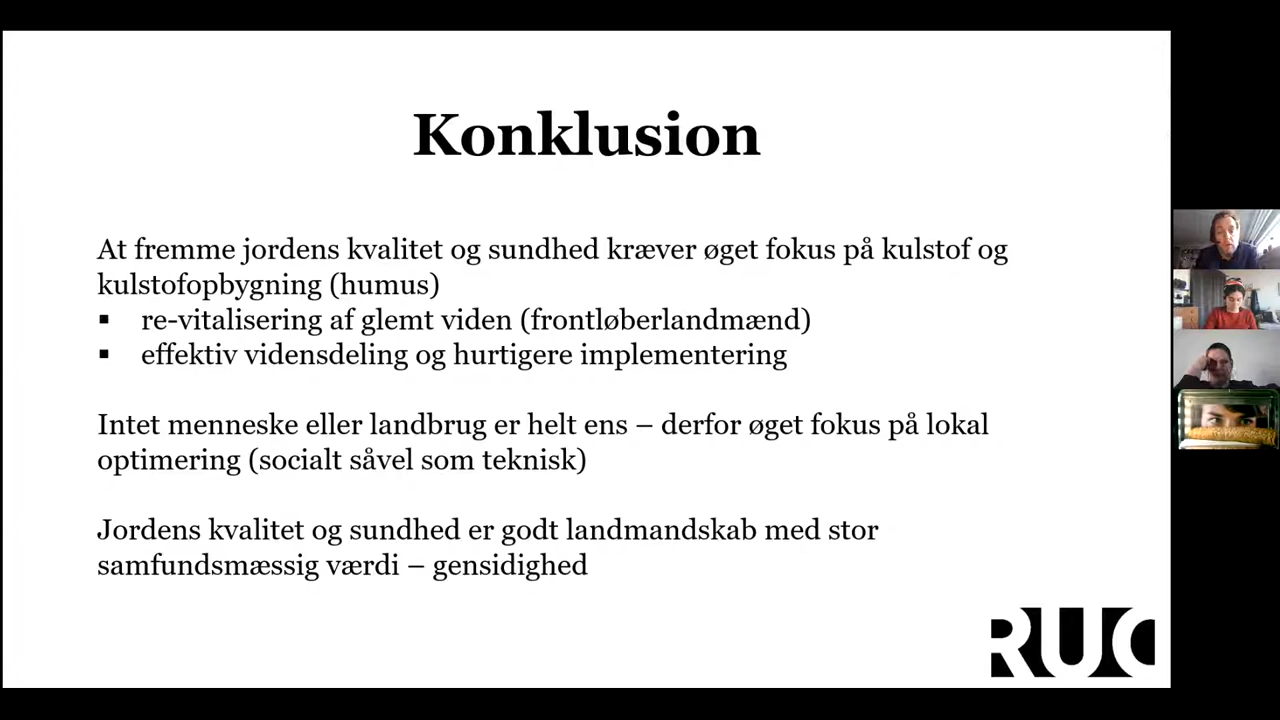 Konklusion
At fremme jordens kvalitet og sundhed kræver øget fokus på kulstof og
kulstofopbygning (humus)
▪ re-vitalisering af glemt viden (frontløberlandmænd)
▪ effektiv vidensdeling og hurtigere implementering
Intet menneske eller landbrug er helt ens – derfor øget fokus på lokal
optimering (socialt såvel som teknisk)
Jordens kvalitet og sundhed er godt landmandskab med stor
samfundsmæssig værdi – gensidighed
RUC